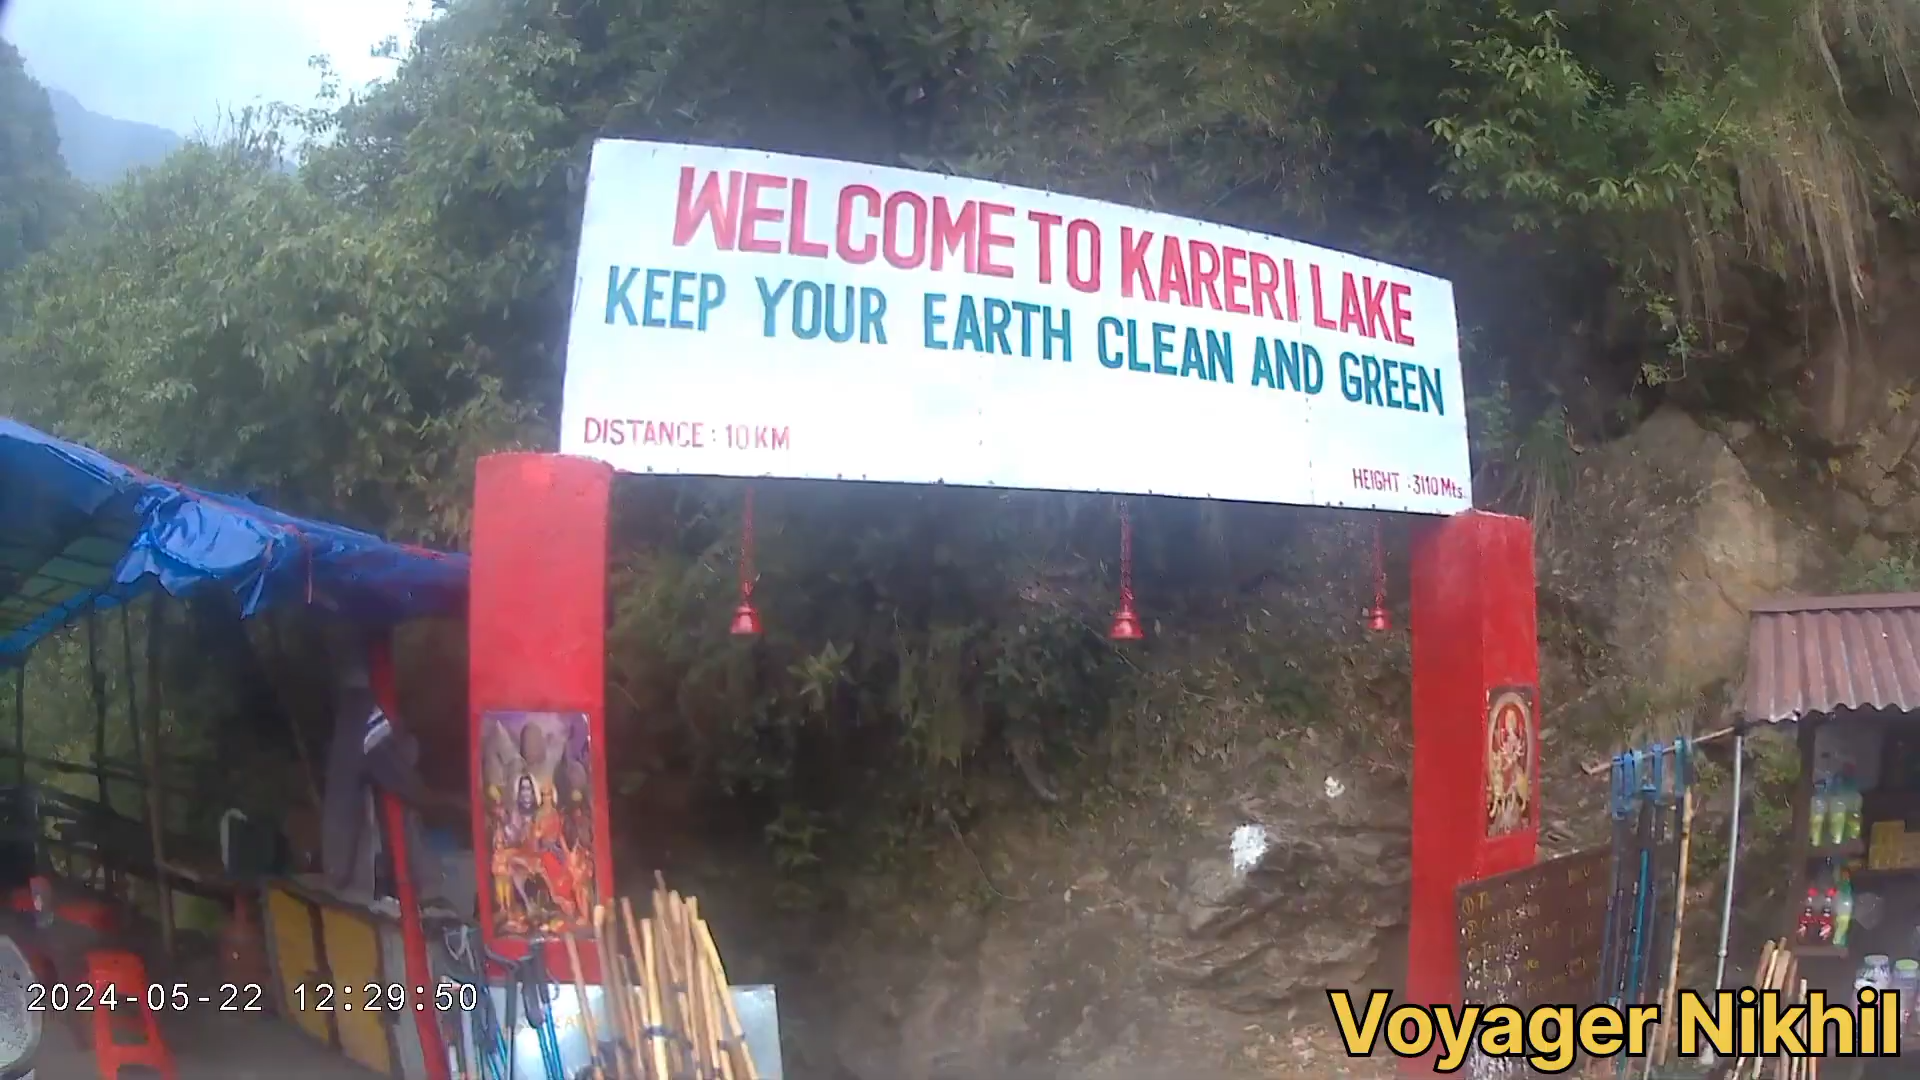 WELCOME TO KARERI LAKE
KEEP YOUR EARTH CLEAN AND GREEN
DISTANCE : 10 KM
HEIGHT : 3110 Mts.
2024-05-22 12:29:50
Voyager Nikhil